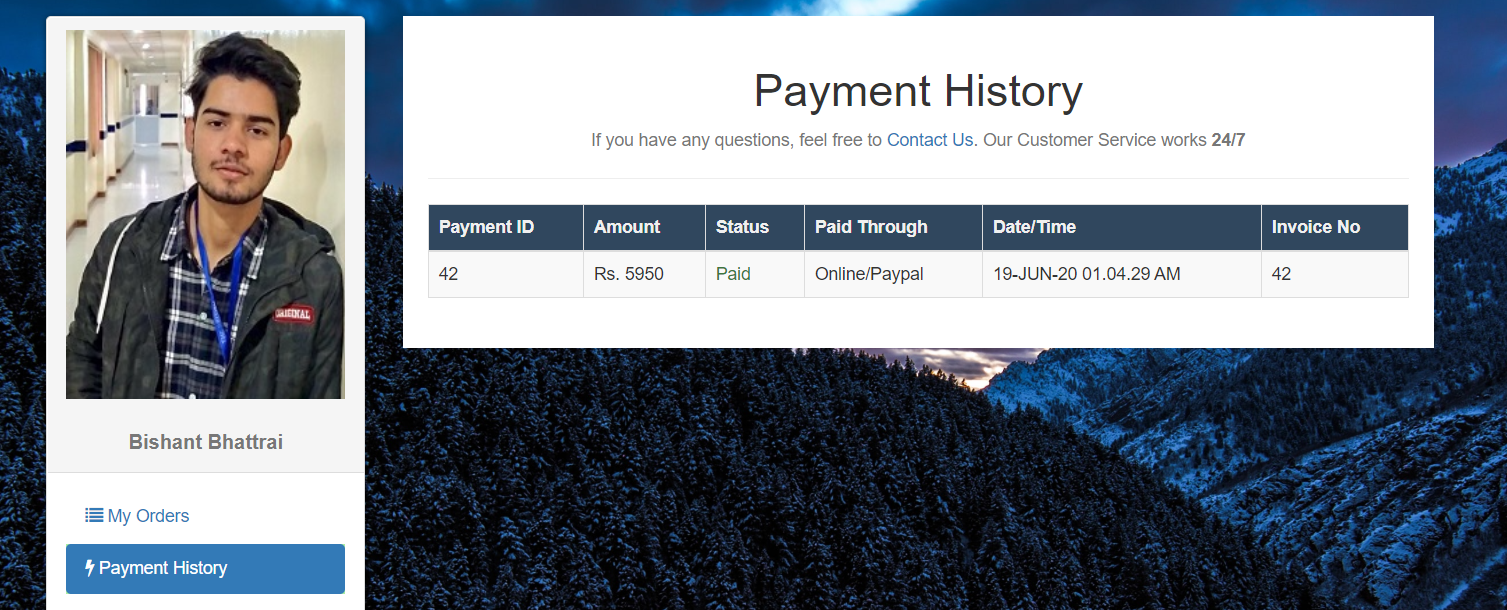 ORIGINAL
Bishant Bhattrai
My Orders
Payment History
Payment History
If you have any questions, feel free to Contact Us. Our Customer Service works 24/7
Payment ID Amount Status Paid Through Date/Time Invoice No
42 Rs. 5950 Paid Online/Paypal 19-JUN-20 01.04.29 AM 42